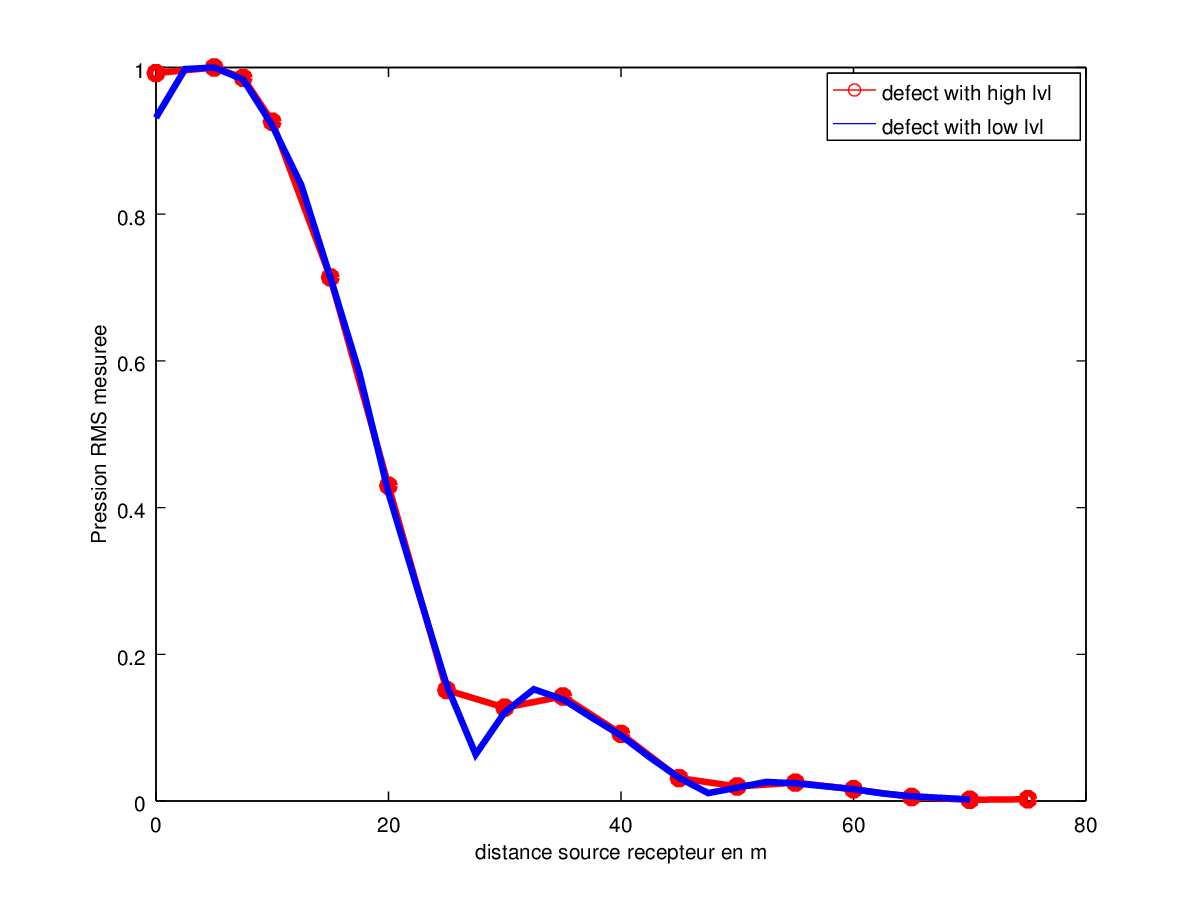 defect with high lvl
defect with low lvl
1
0.8
0.6
0.4
0.2
0
0
20
40
60
80
Pression RMS mesuree
distance source recepteur en m